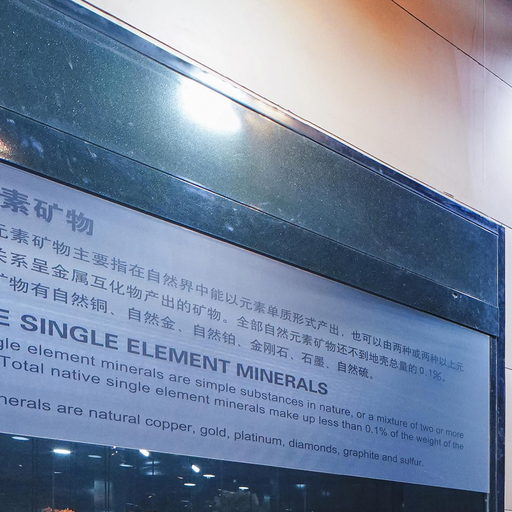 素矿物
元素矿物主要指在自然界中能以元素单质形式产出、也可以由两种或两种以上元
关系呈金属互化物产出的矿物。全部自然元素矿物还不到地壳总量的0.1%。
矿物有自然铜、自然金、自然铂、金刚石、石墨、自然硫。
E SINGLE ELEMENT MINERALS
gle element minerals are simple substances in nature, or a mixture of two or more
Total native single element minerals make up less than 0.1% of the weight of the
nerals are natural copper, gold, platinum, diamonds, graphite and sulfur.